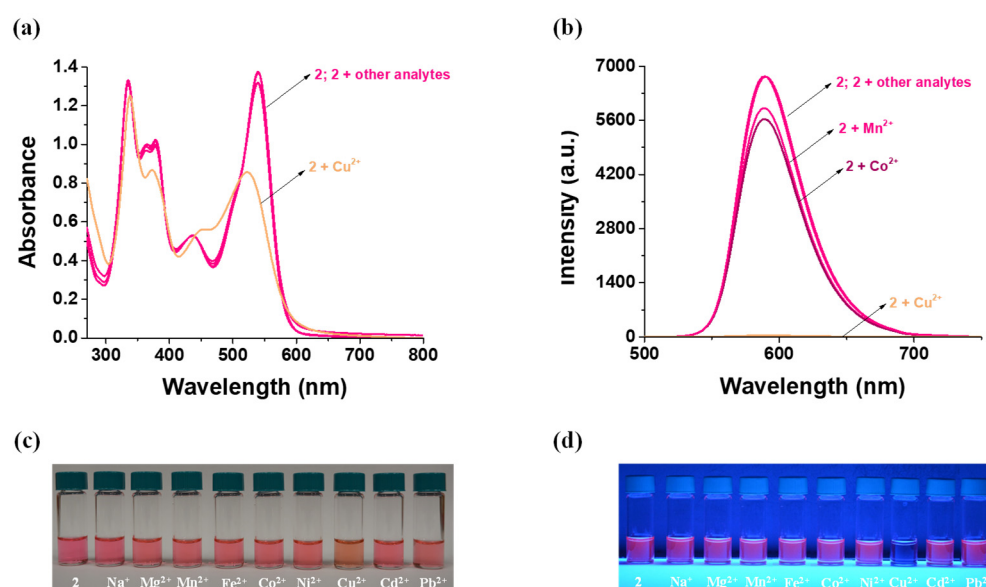 (a)
1.4
1.2
1.0
0.8
0.6
0.4
0.2
0.0
300 400 500 600 700 800
Absorbance
Wavelength (nm)
2; 2 + other analytes
2 + Cu²⁺
(b)
7000
5600
4200
2800
1400
0
500 600 700
Intensity (a.u.)
Wavelength (nm)
2; 2 + other analytes
2 + Mn²⁺
2 + Co²⁺
2 + Cu²⁺
(c)
2 Na⁺ Mg²⁺ Mn²⁺ Fe²⁺ Co²⁺ Ni²⁺ Cu²⁺ Cd²⁺ Pb²⁺
(d)
2 Na⁺ Mg²⁺ Mn²⁺ Fe²⁺ Co²⁺ Ni²⁺ Cu²⁺ Cd²⁺ Pb²